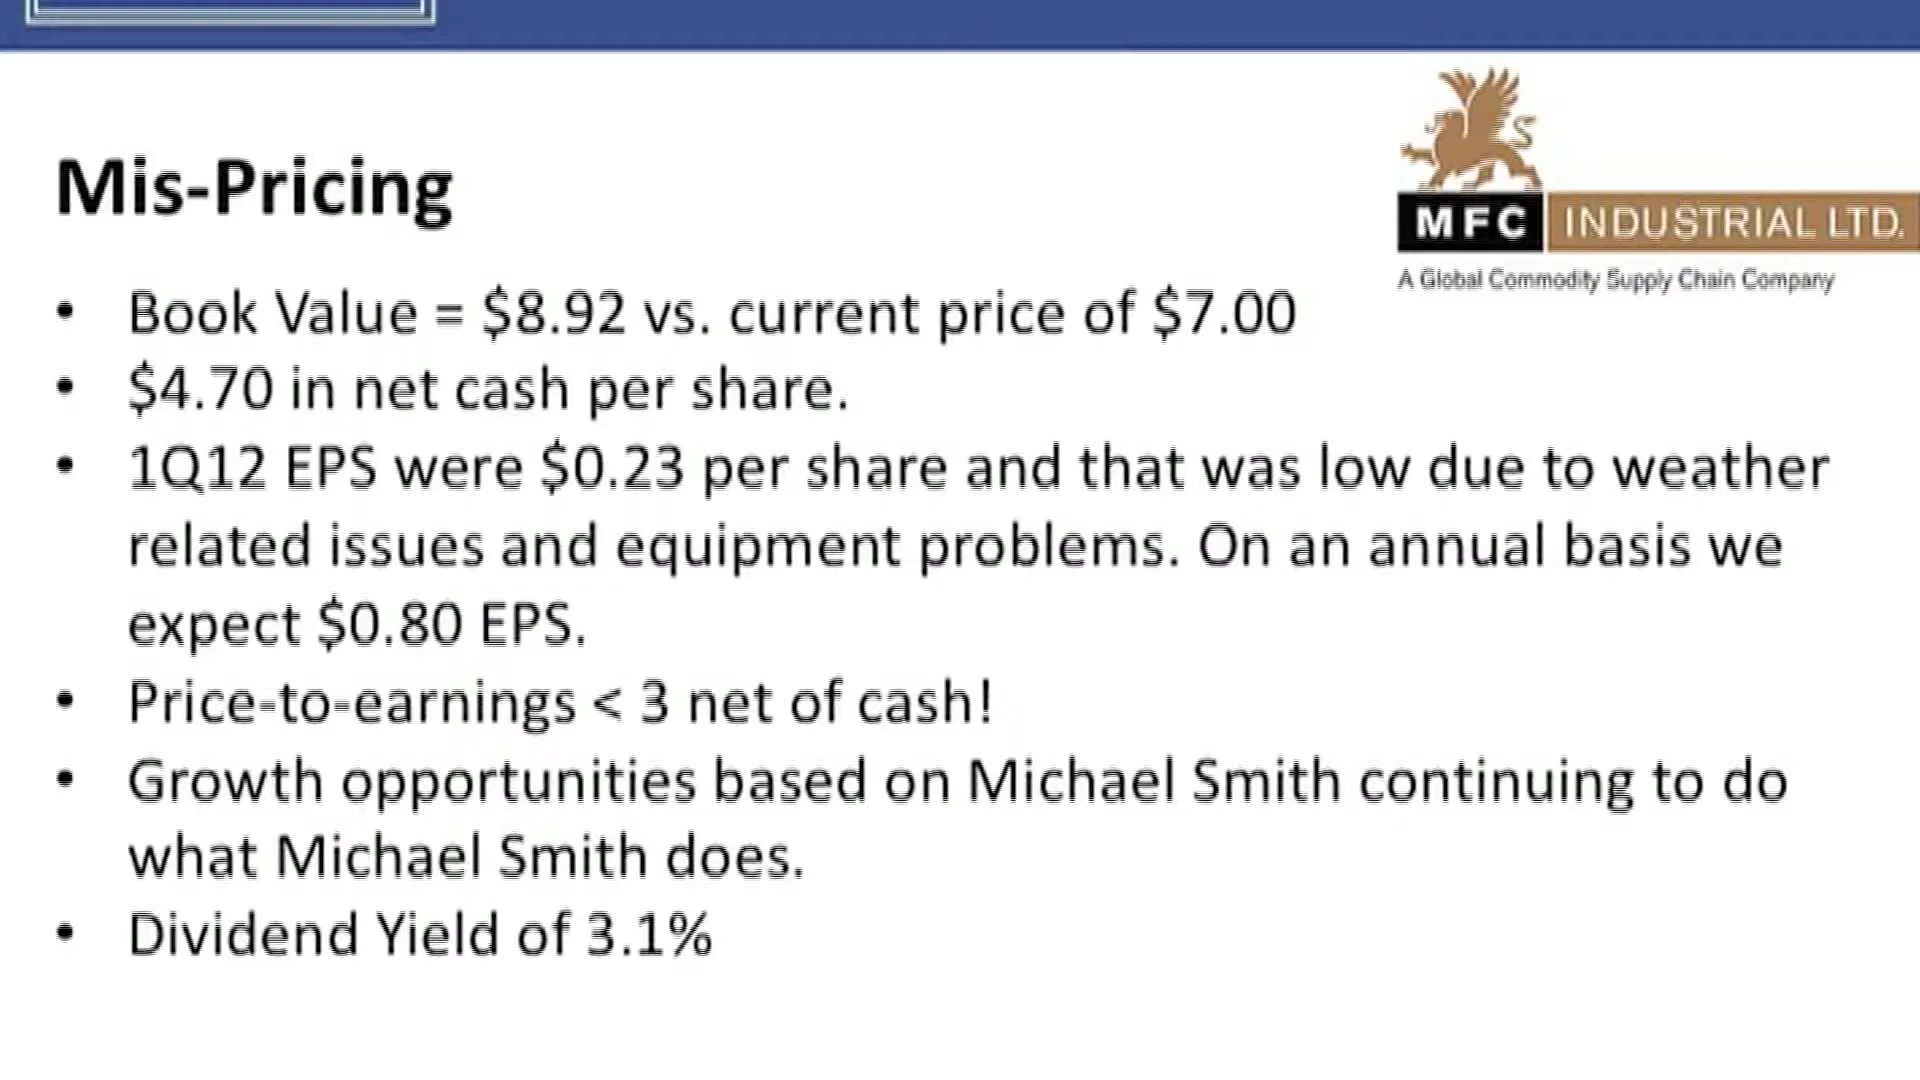 Mis-Pricing
MFC INDUSTRIAL LTD.
A Global Commodity Supply Chain Company
• Book Value = $8.92 vs. current price of $7.00
• $4.70 in net cash per share.
• 1Q12 EPS were $0.23 per share and that was low due to weather
related issues and equipment problems. On an annual basis we
expect $0.80 EPS.
• Price-to-earnings < 3 net of cash!
• Growth opportunities based on Michael Smith continuing to do
what Michael Smith does.
• Dividend Yield of 3.1%